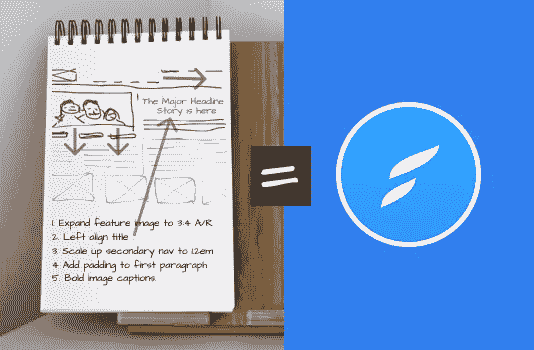 The Major Headline
Story is here
1. Expand feature image to 3:4 A/R
2. Left align title
3. Scale up secondary nav to 1.2em
4. Add padding to first paragraph
5. Bold image captions.
=